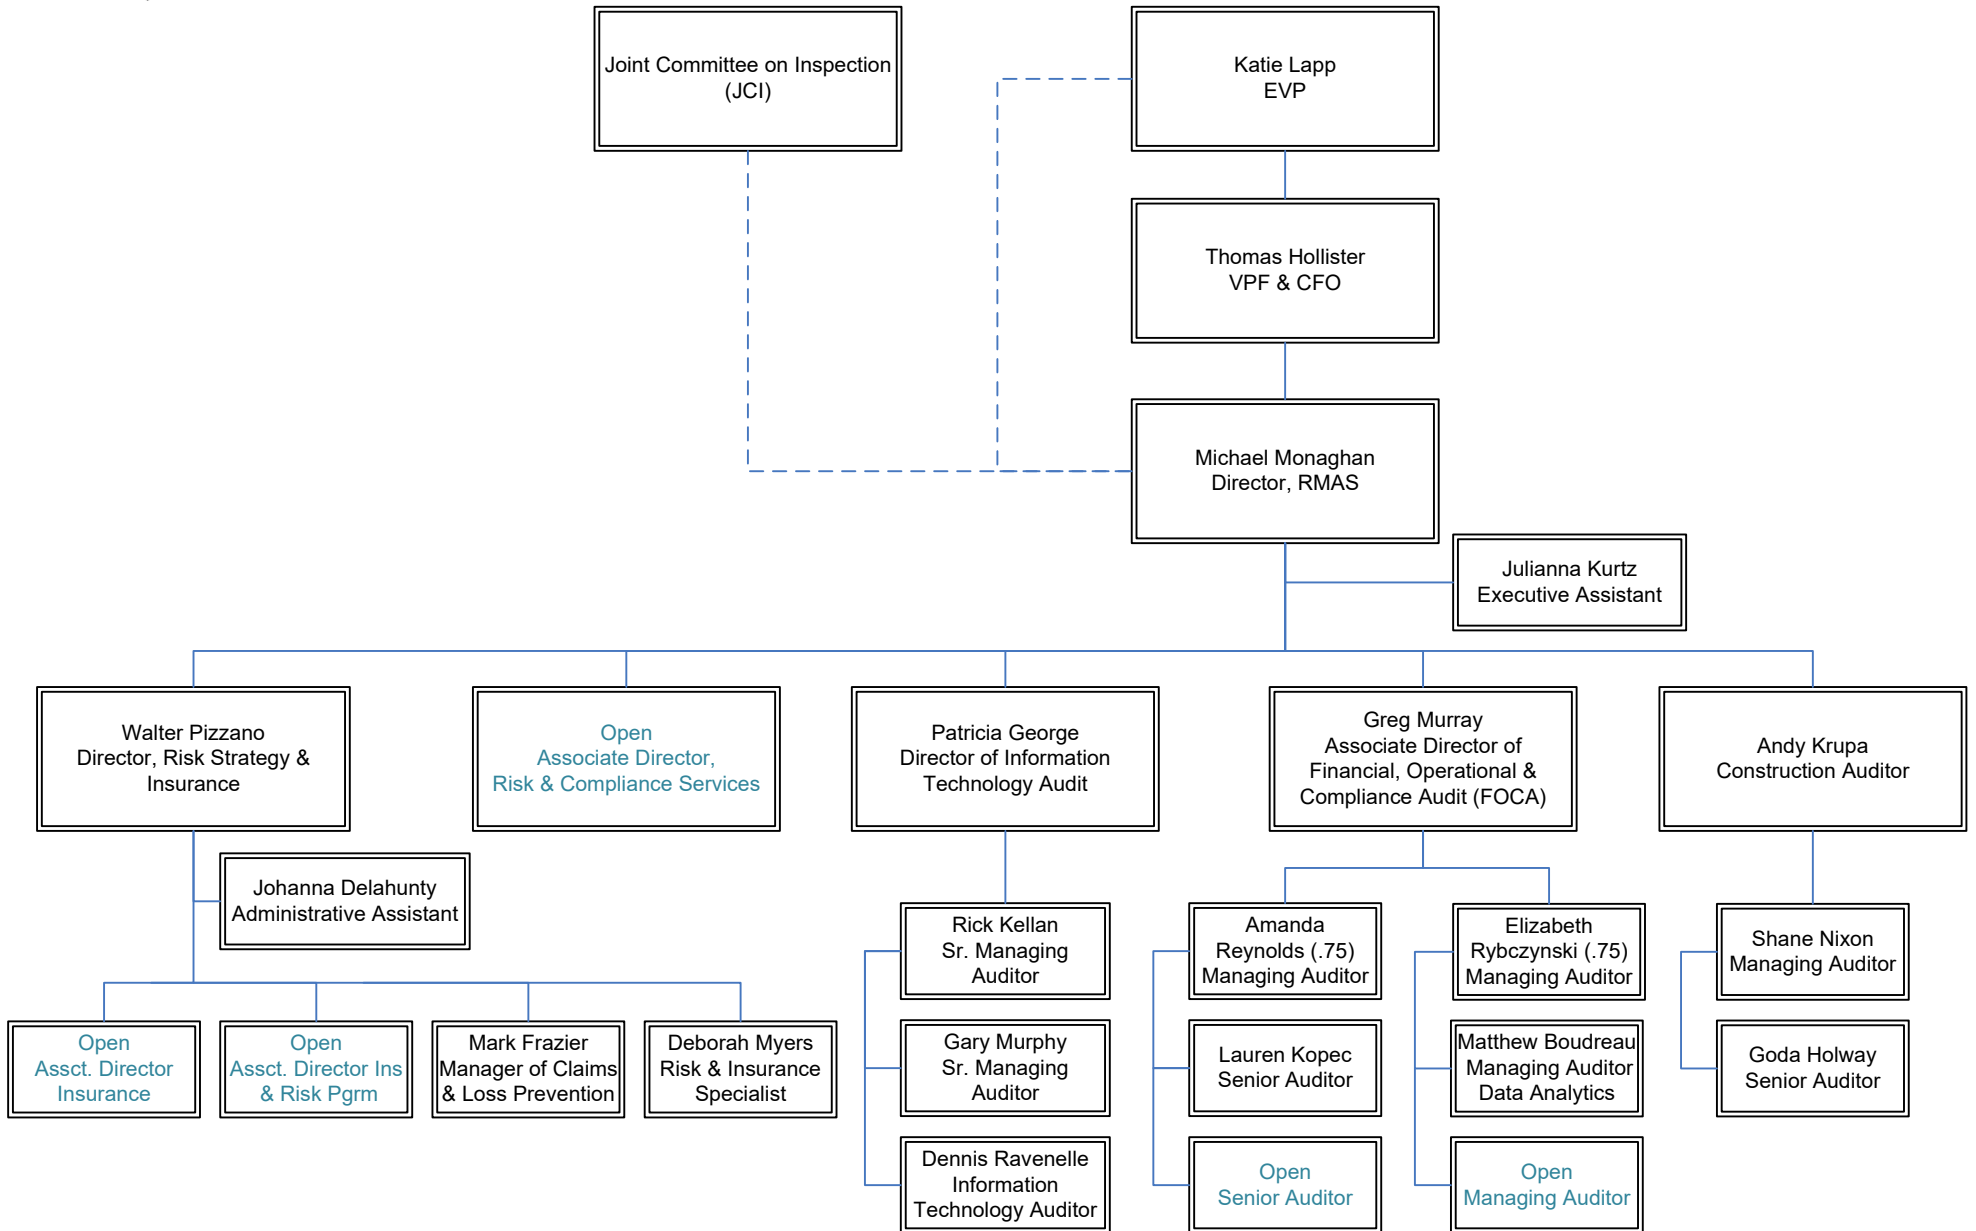 Joint Committee on Inspection
(JCI)
Katie Lapp
EVP
Thomas Hollister
VPF & CFO
Michael Monaghan
Director, RMAS
Julianna Kurtz
Executive Assistant
Walter Pizzano
Director, Risk Strategy &
Insurance
Open
Associate Director,
Risk & Compliance Services
Patricia George
Director of Information
Technology Audit
Greg Murray
Associate Director of
Financial, Operational &
Compliance Audit (FOCA)
Andy Krupa
Construction Auditor
Johanna Delahunty
Administrative Assistant
Open
Assct. Director
Insurance
Open
Assct. Director Ins
& Risk Pgrm
Mark Frazier
Manager of Claims
& Loss Prevention
Deborah Myers
Risk & Insurance
Specialist
Rick Kellan
Sr. Managing
Auditor
Gary Murphy
Sr. Managing
Auditor
Dennis Ravenelle
Information
Technology Auditor
Amanda
Reynolds (.75)
Managing Auditor
Lauren Kopec
Senior Auditor
Open
Senior Auditor
Elizabeth
Rybczynski (.75)
Managing Auditor
Matthew Boudreau
Managing Auditor
Data Analytics
Open
Managing Auditor
Shane Nixon
Managing Auditor
Goda Holway
Senior Auditor